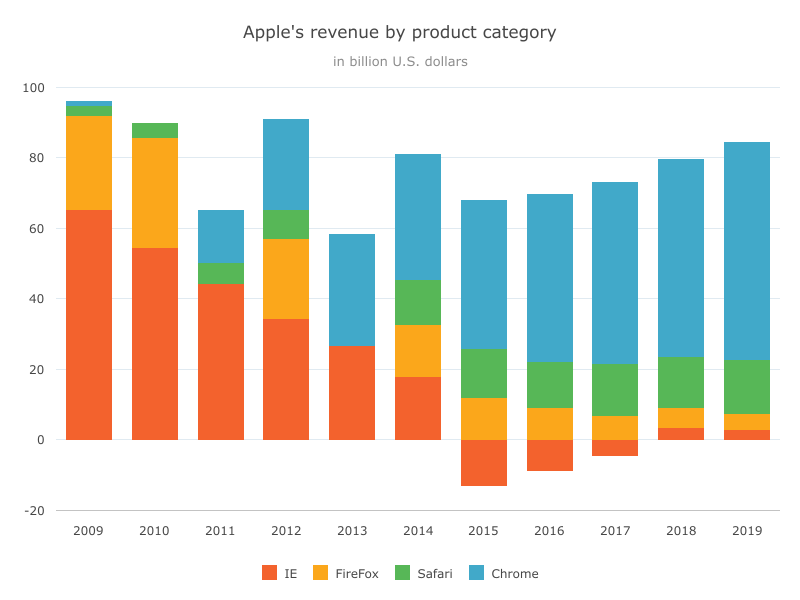 Apple's revenue by product category
in billion U.S. dollars
100
80
60
40
20
0
-20
2009 2010 2011 2012 2013 2014 2015 2016 2017 2018 2019
IE FireFox Safari Chrome